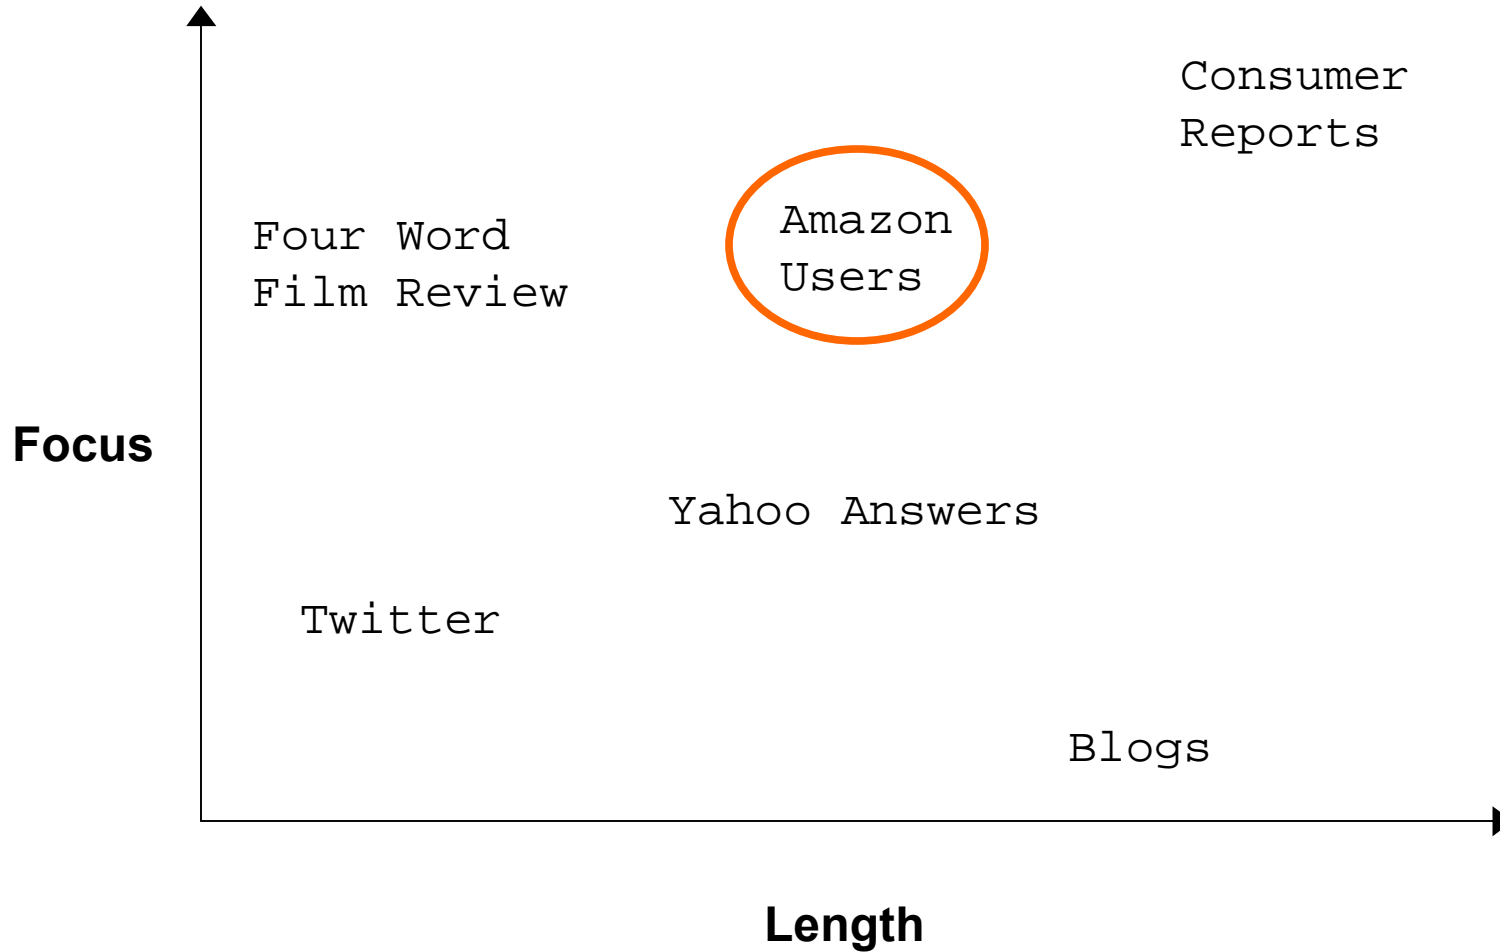 Consumer
Reports
Amazon
Users
Four Word
Film Review
Focus
Yahoo Answers
Twitter
Blogs
Length